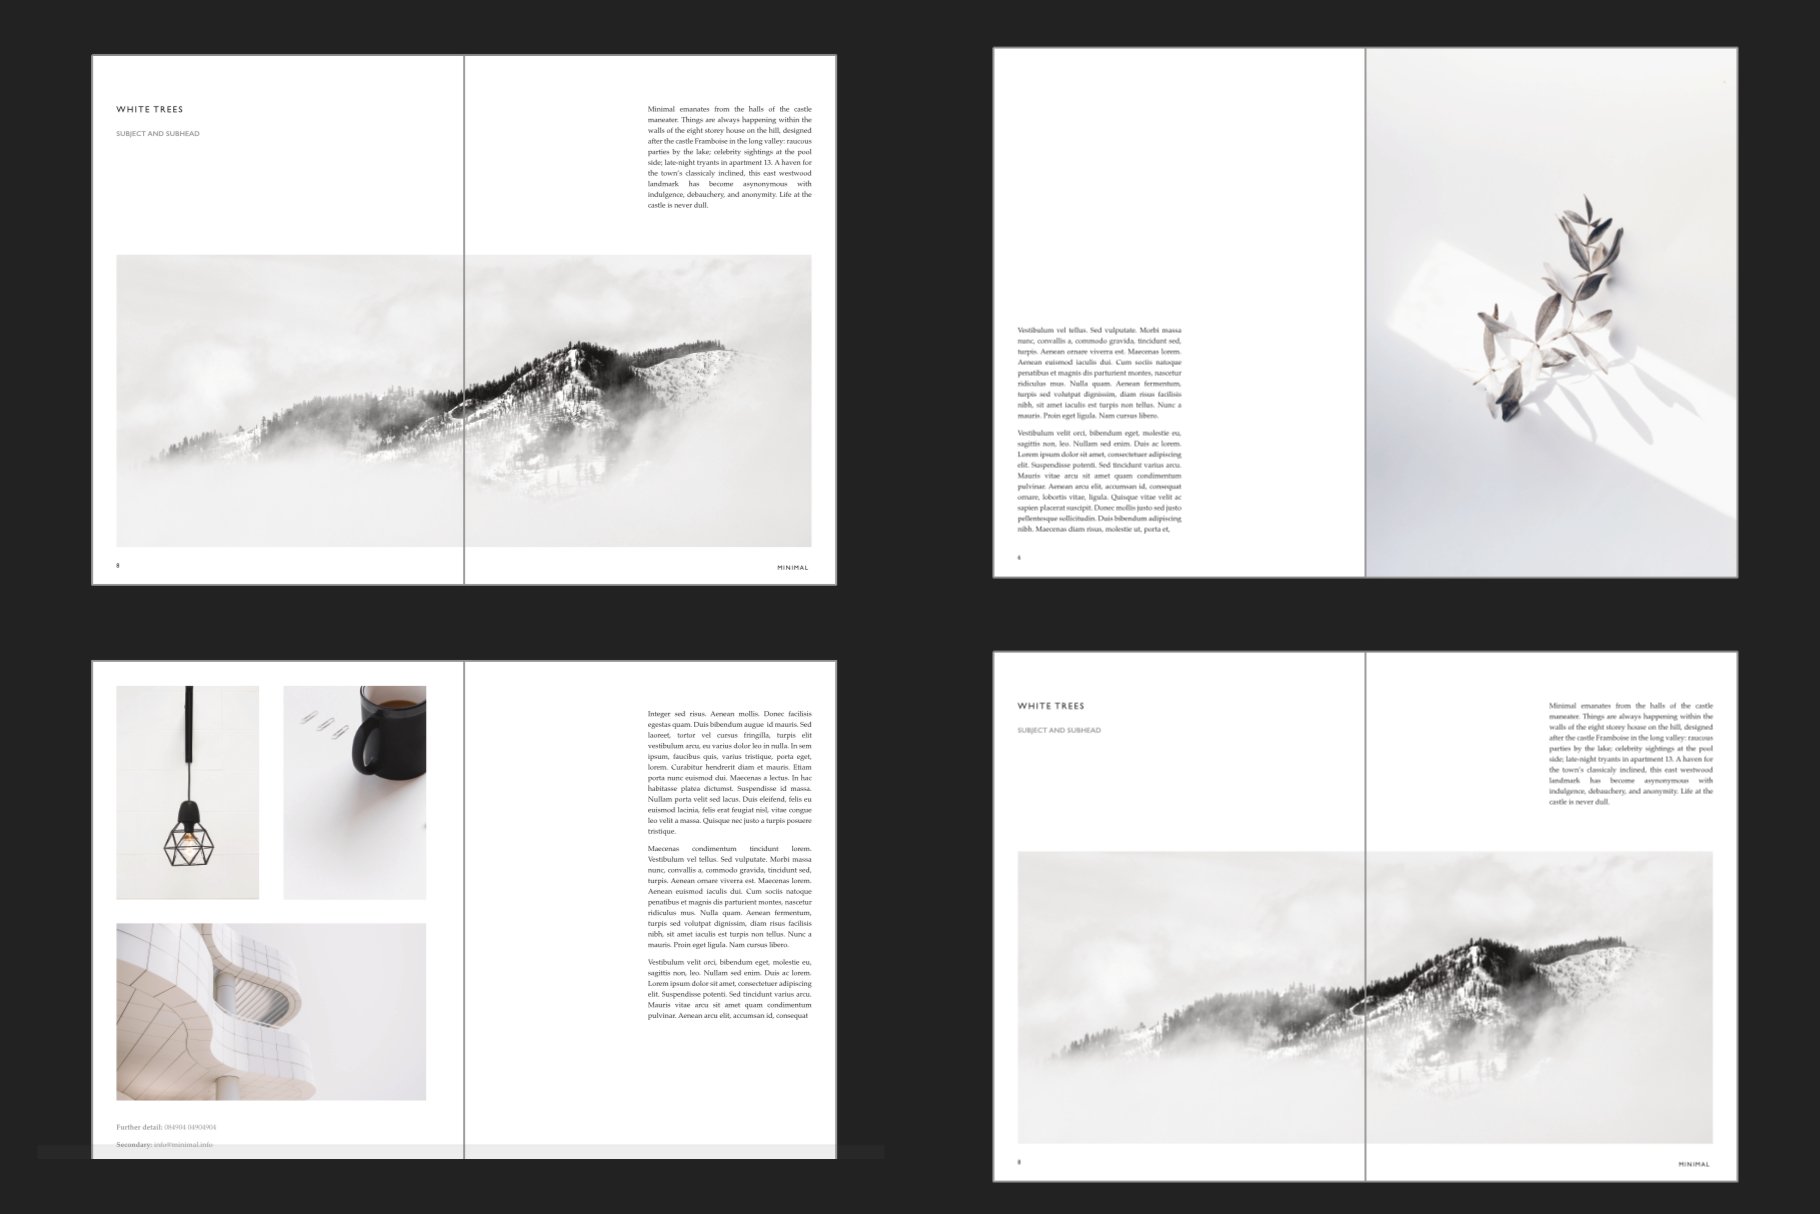 WHITE TREES
SUBJECT AND SUBHEAD
Minimal emanates from the halls of the castle
maneater. Things are always happening within the
walls of the eight storey house on the hill, designed
after the castle Framboise in the long valley: raucous
parties by the lake; celebrity sightings at the pool
side; late-night tryants in apartment 13. A haven for
the town's classicaly inclined, this east westwood
landmark has become asynonymous with
indulgence, debauchery, and anonymity. Life at the
castle is never dull.
8
MINIMAL
Vestibulum vel tellus. Sed vulputate. Morbi massa
nunc, convallis a, commodo gravida, tincidunt sed,
turpis. Aenean ornare viverra est. Maecenas lorem.
Aenean euismod iaculis dui. Cum sociis natoque
penatibus et magnis dis parturient montes, nascetur
ridiculus mus. Nulla quam. Aenean fermentum,
turpis sed volutpat dignissim, diam risus facilisis
nibh, sit amet iaculis est turpis non tellus. Nunc a
mauris. Proin eget ligula. Nam cursus libero.
Vestibulum velit orci, bibendum eget, molestie eu,
sagittis non, leo. Nullam sed enim. Duis ac lorem.
Lorem ipsum dolor sit amet, consectetuer adipiscing
elit. Suspendisse potenti. Sed tincidunt varius arcu.
Mauris vitae arcu sit amet quam condimentum
pulvinar. Aenean arcu elit, accumsan id, consequat
ornare, lobortis vitae, ligula. Quisque vitae velit ac
sapien placerat suscipit. Donec mollis justo sed justo
pellentesque sollicitudin. Duis bibendum adipiscing
nibh. Maecenas diam risus, molestie ut, porta et,
Integer sed risus. Aenean mollis. Donec facilisis
egestas quam. Duis bibendum augue id mauris. Sed
laoreet, tortor vel cursus fringilla, turpis elit
vestibulum arcu, eu varius dolor leo in nulla. In sem
ipsum, faucibus quis, varius tristique, porta eget,
lorem. Curabitur hendrerit diam et mauris. Etiam
porta nunc euismod dui. Maecenas a lectus. In hac
habitasse platea dictumst. Suspendisse id massa.
Nullam porta velit sed lacus. Duis eleifend, felis eu
euismod lacinia, felis erat feugiat nisl, vitae congue
leo velit a massa. Quisque nec justo a turpis posuere
tristique.
Maecenas condimentum tincidunt lorem.
Vestibulum vel tellus. Sed vulputate. Morbi massa
nunc, convallis a, commodo gravida, tincidunt sed,
turpis. Aenean ornare viverra est. Maecenas lorem.
Aenean euismod iaculis dui. Cum sociis natoque
penatibus et magnis dis parturient montes, nascetur
ridiculus mus. Nulla quam. Aenean fermentum,
turpis sed volutpat dignissim, diam risus facilisis
nibh, sit amet iaculis est turpis non tellus. Nunc a
mauris. Proin eget ligula. Nam cursus libero.
Vestibulum velit orci, bibendum eget, molestie eu,
sagittis non, leo. Nullam sed enim. Duis ac lorem.
Lorem ipsum dolor sit amet, consectetuer adipiscing
elit. Suspendisse potenti. Sed tincidunt varius arcu.
Mauris vitae arcu sit amet quam condimentum
pulvinar. Aenean arcu elit, accumsan id, consequat
Further detail: 084904 04904904
Secondary: info@minimal.info
WHITE TREES
SUBJECT AND SUBHEAD
Minimal emanates from the halls of the castle
maneater. Things are always happening within the
walls of the eight storey house on the hill, designed
after the castle Framboise in the long valley: raucous
parties by the lake; celebrity sightings at the pool
side; late-night tryants in apartment 13. A haven for
the town's classicaly inclined, this east westwood
landmark has become asynonymous with
indulgence, debauchery, and anonymity. Life at the
castle is never dull.
8
MINIMAL